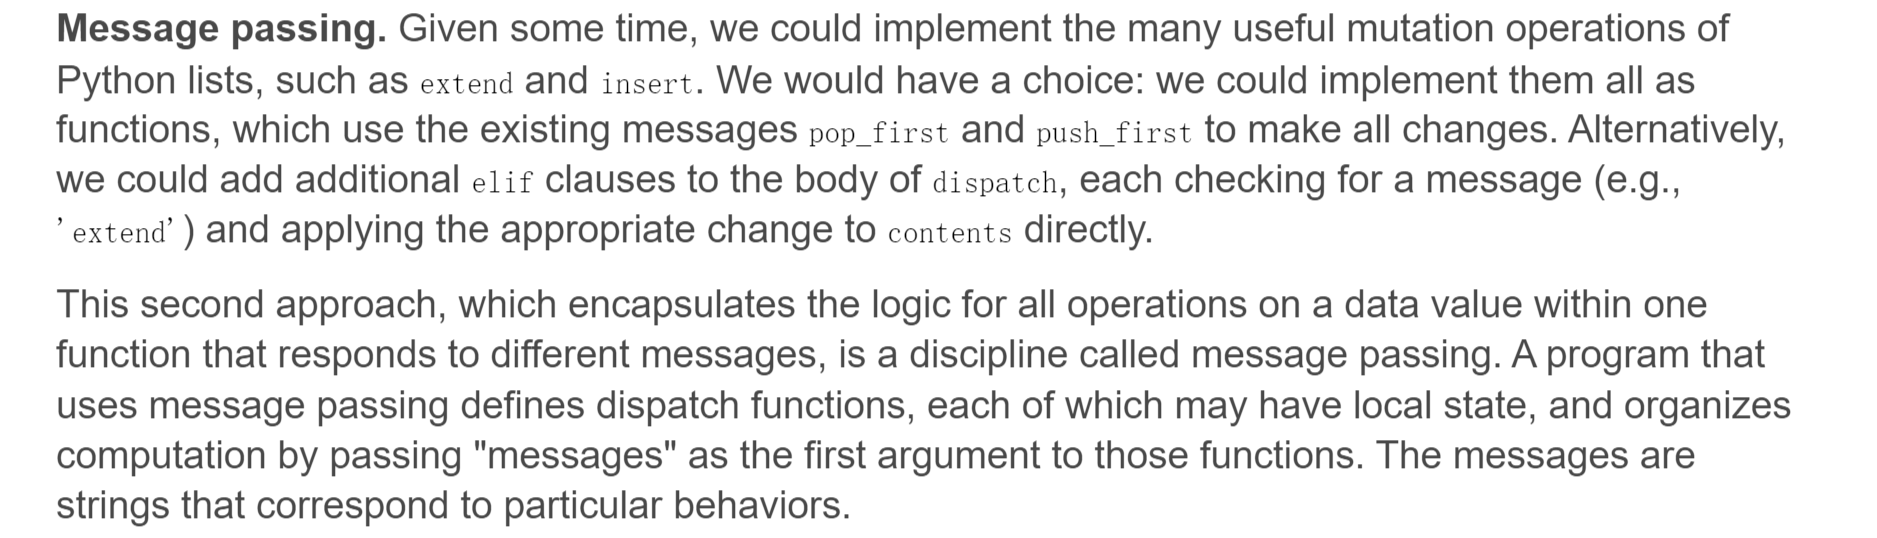 Message passing. Given some time, we could implement the many useful mutation operations of
Python lists, such as extend and insert. We would have a choice: we could implement them all as
functions, which use the existing messages pop_first and push_first to make all changes. Alternatively,
we could add additional elif clauses to the body of dispatch, each checking for a message (e.g.,
'extend') and applying the appropriate change to contents directly.
This second approach, which encapsulates the logic for all operations on a data value within one
function that responds to different messages, is a discipline called message passing. A program that
uses message passing defines dispatch functions, each of which may have local state, and organizes
computation by passing "messages" as the first argument to those functions. The messages are
strings that correspond to particular behaviors.